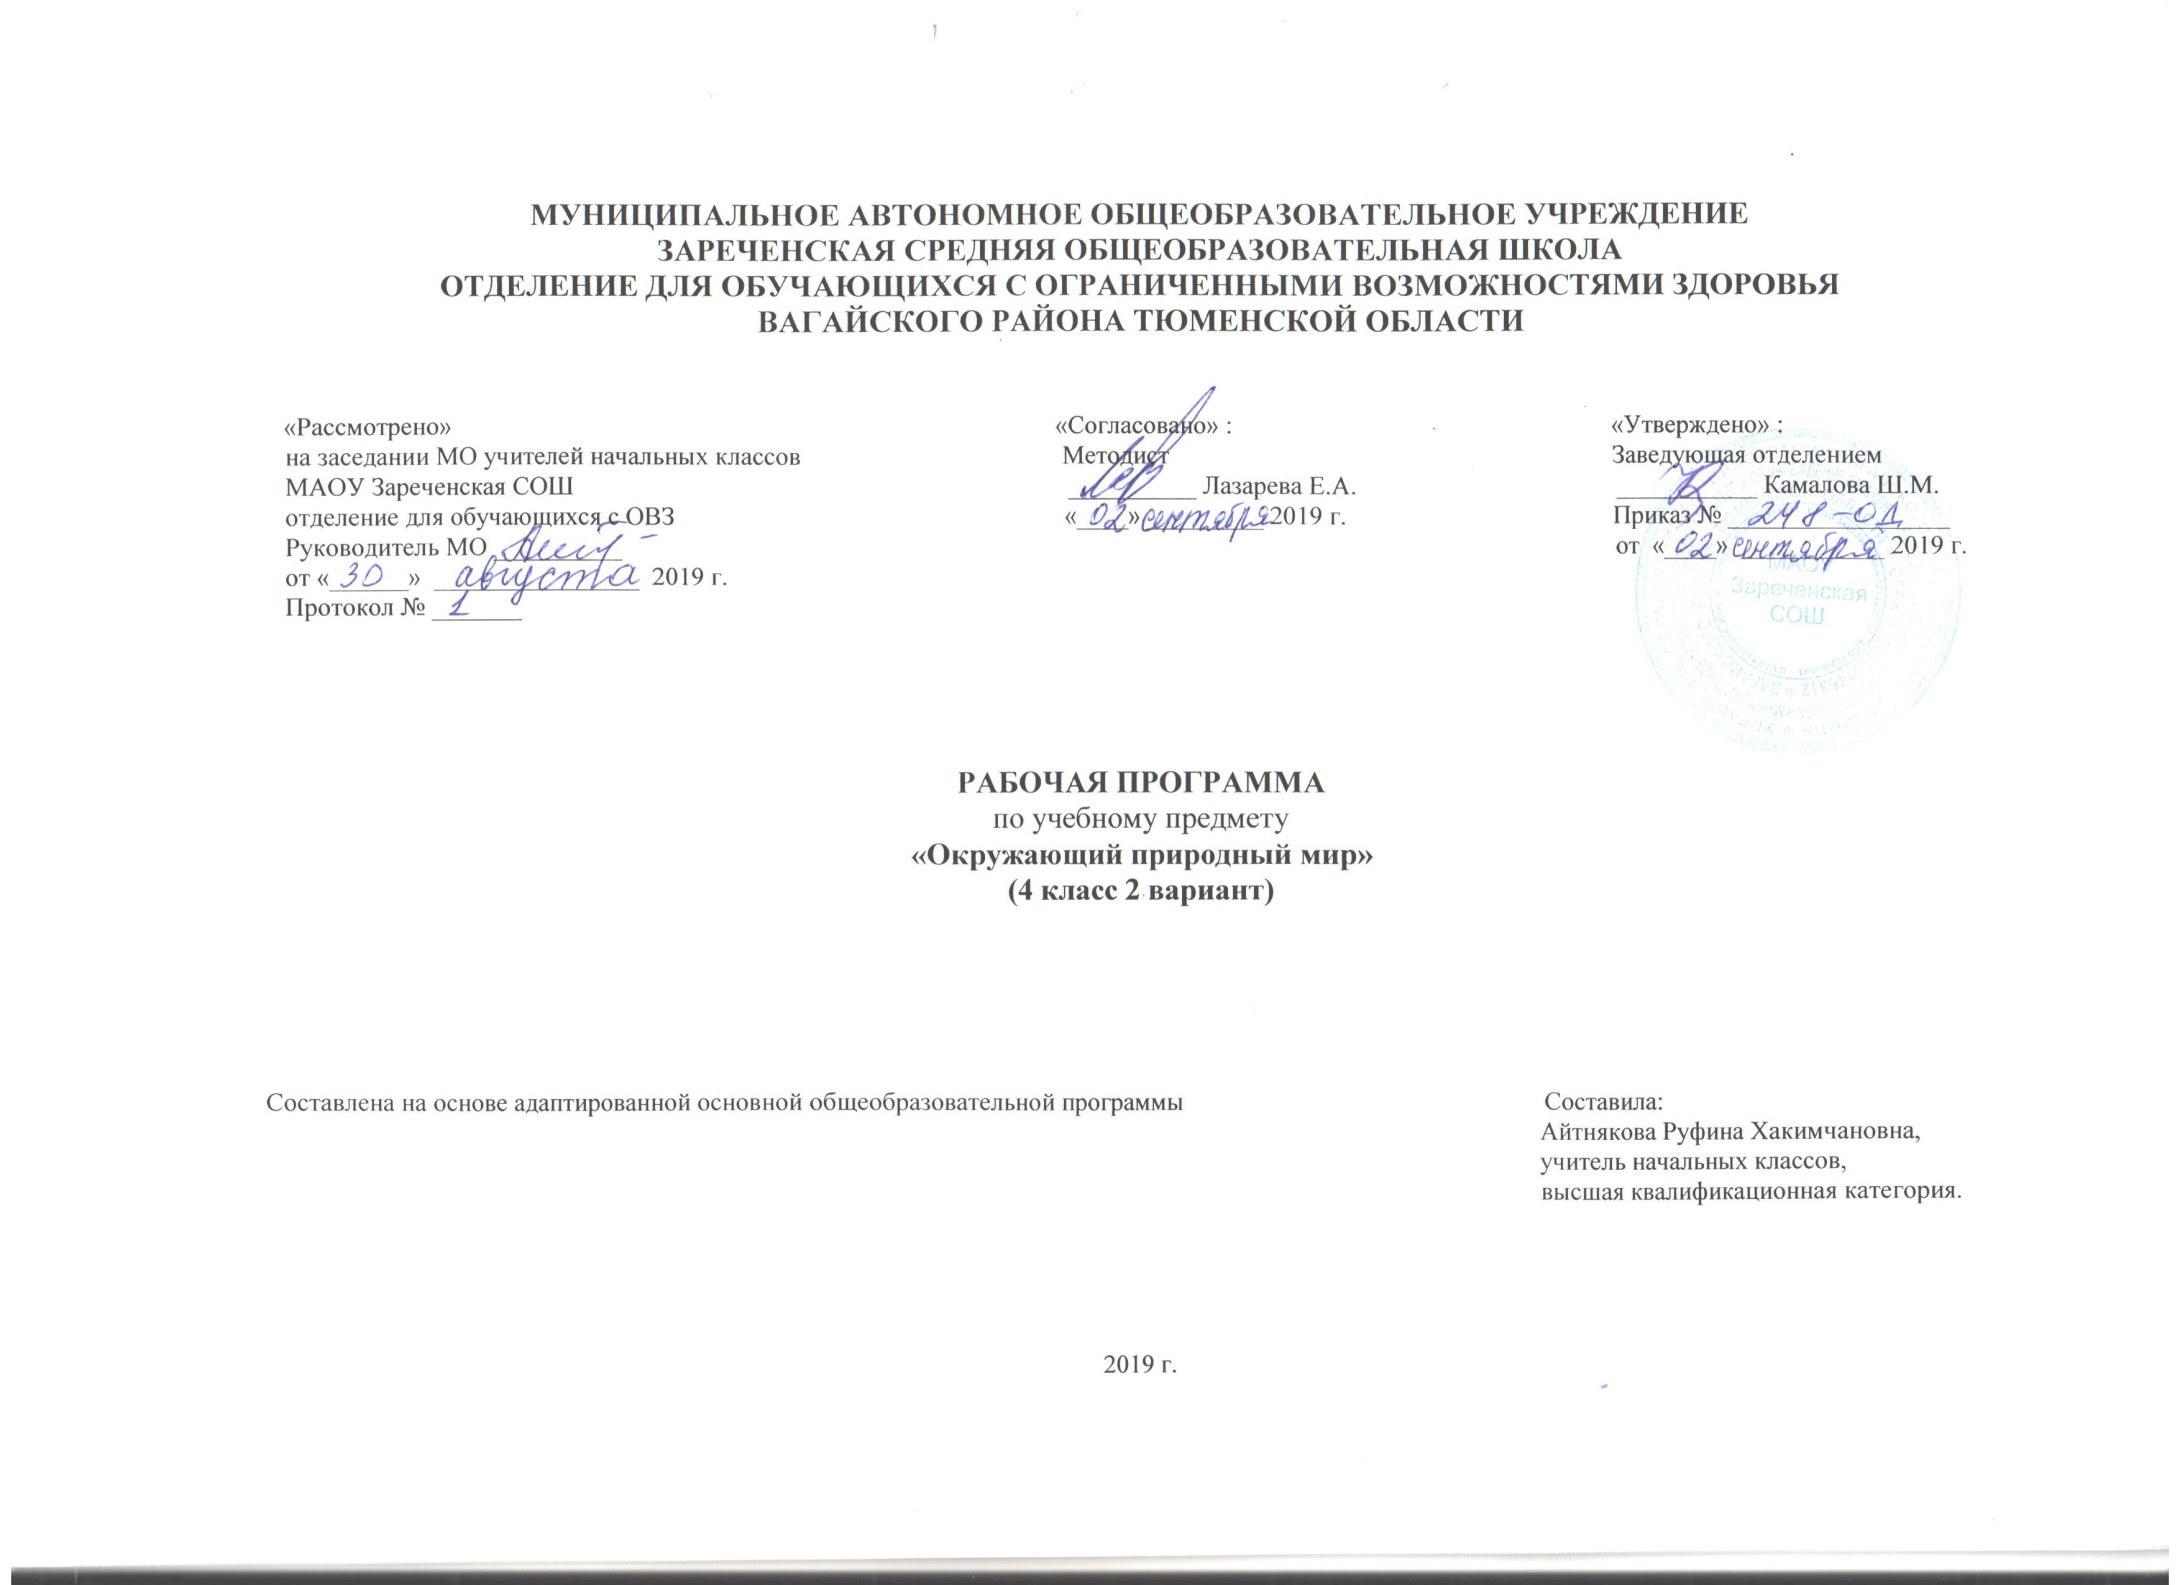 МУНИЦИПАЛЬНОЕ АВТОНОМНОЕ ОБЩЕОБРАЗОВАТЕЛЬНОЕ УЧРЕЖДЕНИЕ
ЗАРЕЧЕНСКАЯ СРЕДНЯЯ ОБЩЕОБРАЗОВАТЕЛЬНАЯ ШКОЛА
ОТДЕЛЕНИЕ ДЛЯ ОБУЧАЮЩИХСЯ С ОГРАНИЧЕННЫМИ ВОЗМОЖНОСТЯМИ ЗДОРОВЬЯ
ВАГАЙСКОГО РАЙОНА ТЮМЕНСКОЙ ОБЛАСТИ
«Рассмотрено»
на заседании МО учителей начальных классов
МАОУ Зареченская СОШ
отделение для обучающихся с ОВЗ
Руководитель МО
от «30» августа 2019 г.
Протокол № 1
«Согласовано» :
Методист
Лазарева Е.А.
«02» сентября 2019 г.
«Утверждено» :
Заведующая отделением
Камалова Ш.М.
Приказ № 248-ОД
от «02» сентября 2019 г.
МАОУ
Зареченская
СОШ
РАБОЧАЯ ПРОГРАММА
по учебному предмету
«Окружающий природный мир»
(4 класс 2 вариант)
Составлена на основе адаптированной основной общеобразовательной программы
Составила:
Айтнякова Руфина Хакимчановна,
учитель начальных классов,
высшая квалификационная категория.
2019 г.